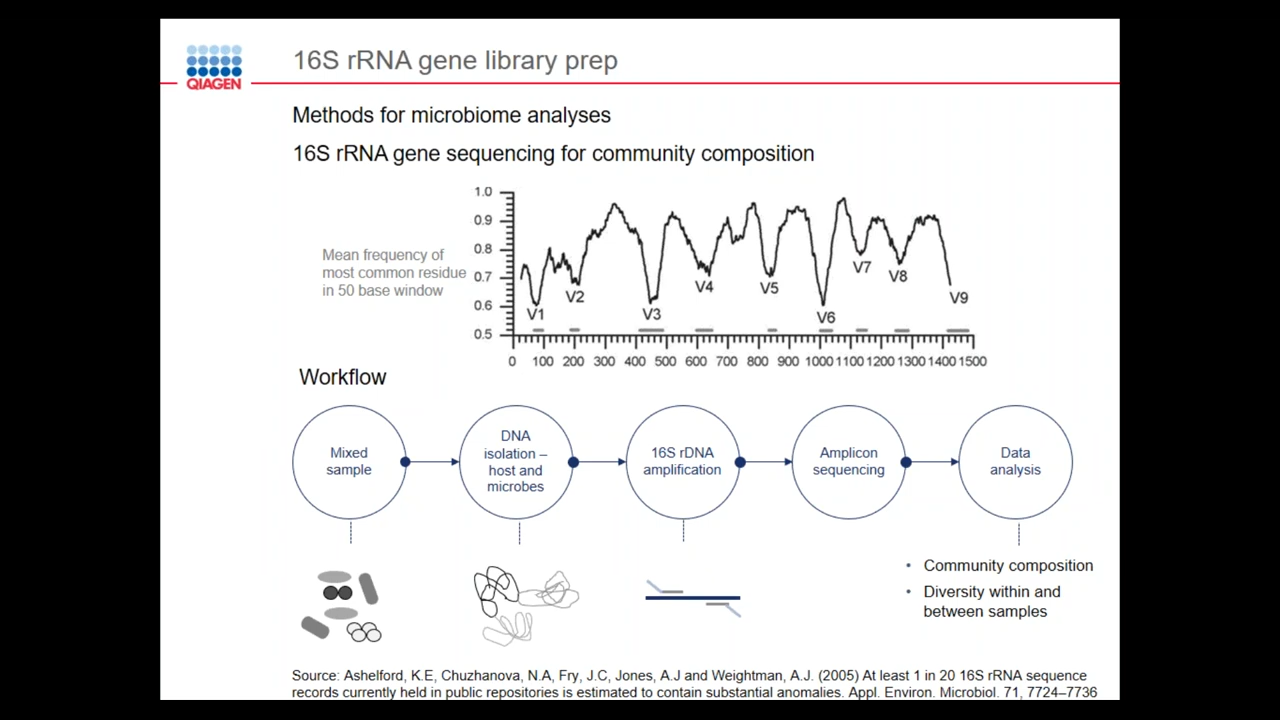 16S rRNA gene library prep
QIAGEN
Methods for microbiome analyses
16S rRNA gene sequencing for community composition
Mean frequency of
most common residue
in 50 base window
1.0
0.9
0.8
0.7
0.6
0.5
V1
V2
V3
V4
V5
V6
V7
V8
V9
0 100 200 300 400 500 600 700 800 900 1000 1100 1200 1300 1400 1500
Workflow
Mixed
sample
DNA
isolation –
host and
microbes
16S rDNA
amplification
Amplicon
sequencing
Data
analysis
• Community composition
• Diversity within and
between samples
Source: Ashelford, K.E, Chuzhanova, N.A, Fry, J.C, Jones, A.J and Weightman, A.J. (2005) At least 1 in 20 16S rRNA sequence
records currently held in public repositories is estimated to contain substantial anomalies. Appl. Environ. Microbiol. 71, 7724–7736